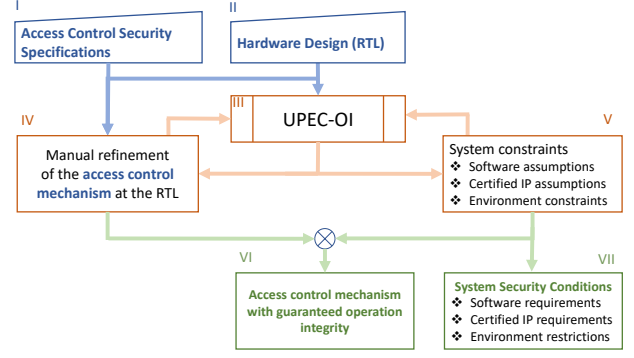 I
Access Control Security
Specifications
II
Hardware Design (RTL)
III
UPEC-OI
IV
Manual refinement
of the access control
mechanism at the RTL
V
System constraints
❖ Software assumptions
❖ Certified IP assumptions
❖ Environment constraints
VI
Access control mechanism
with guaranteed operation
integrity
VII
System Security Conditions
❖ Software requirements
❖ Certified IP requirements
❖ Environment restrictions